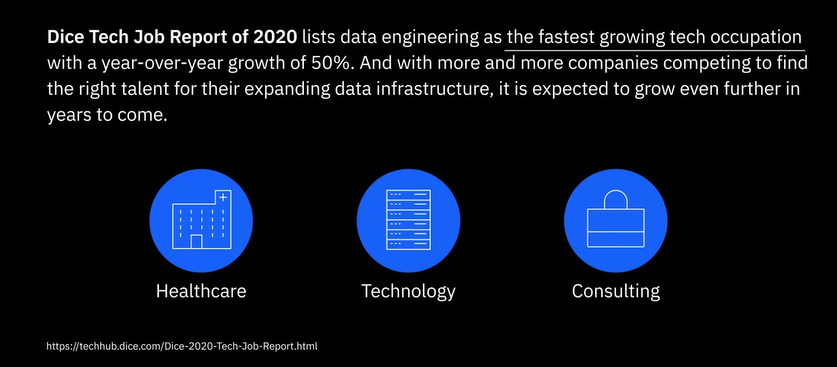 Dice Tech Job Report of 2020 lists data engineering as the fastest growing tech occupation
with a year-over-year growth of 50%. And with more and more companies competing to find
the right talent for their expanding data infrastructure, it is expected to grow even further in
years to come.
Healthcare
Technology
Consulting
https://techhub.dice.com/Dice-2020-Tech-Job-Report.html